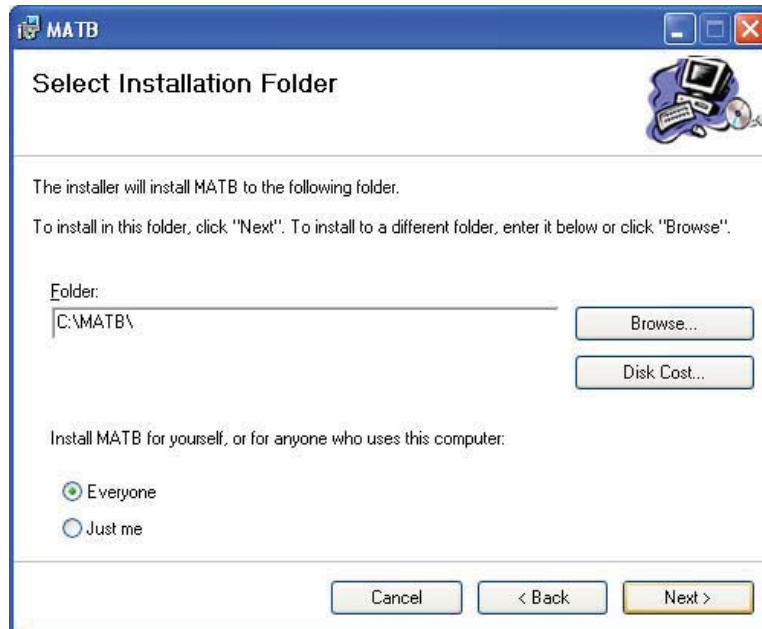 MATB
Select Installation Folder
The installer will install MATB to the following folder.
To install in this folder, click "Next". To install to a different folder, enter it below or click "Browse".
Folder:
C:\MATB\
Browse...
Disk Cost...
Install MATB for yourself, or for anyone who uses this computer:
Everyone
Just me
Cancel
< Back
Next >